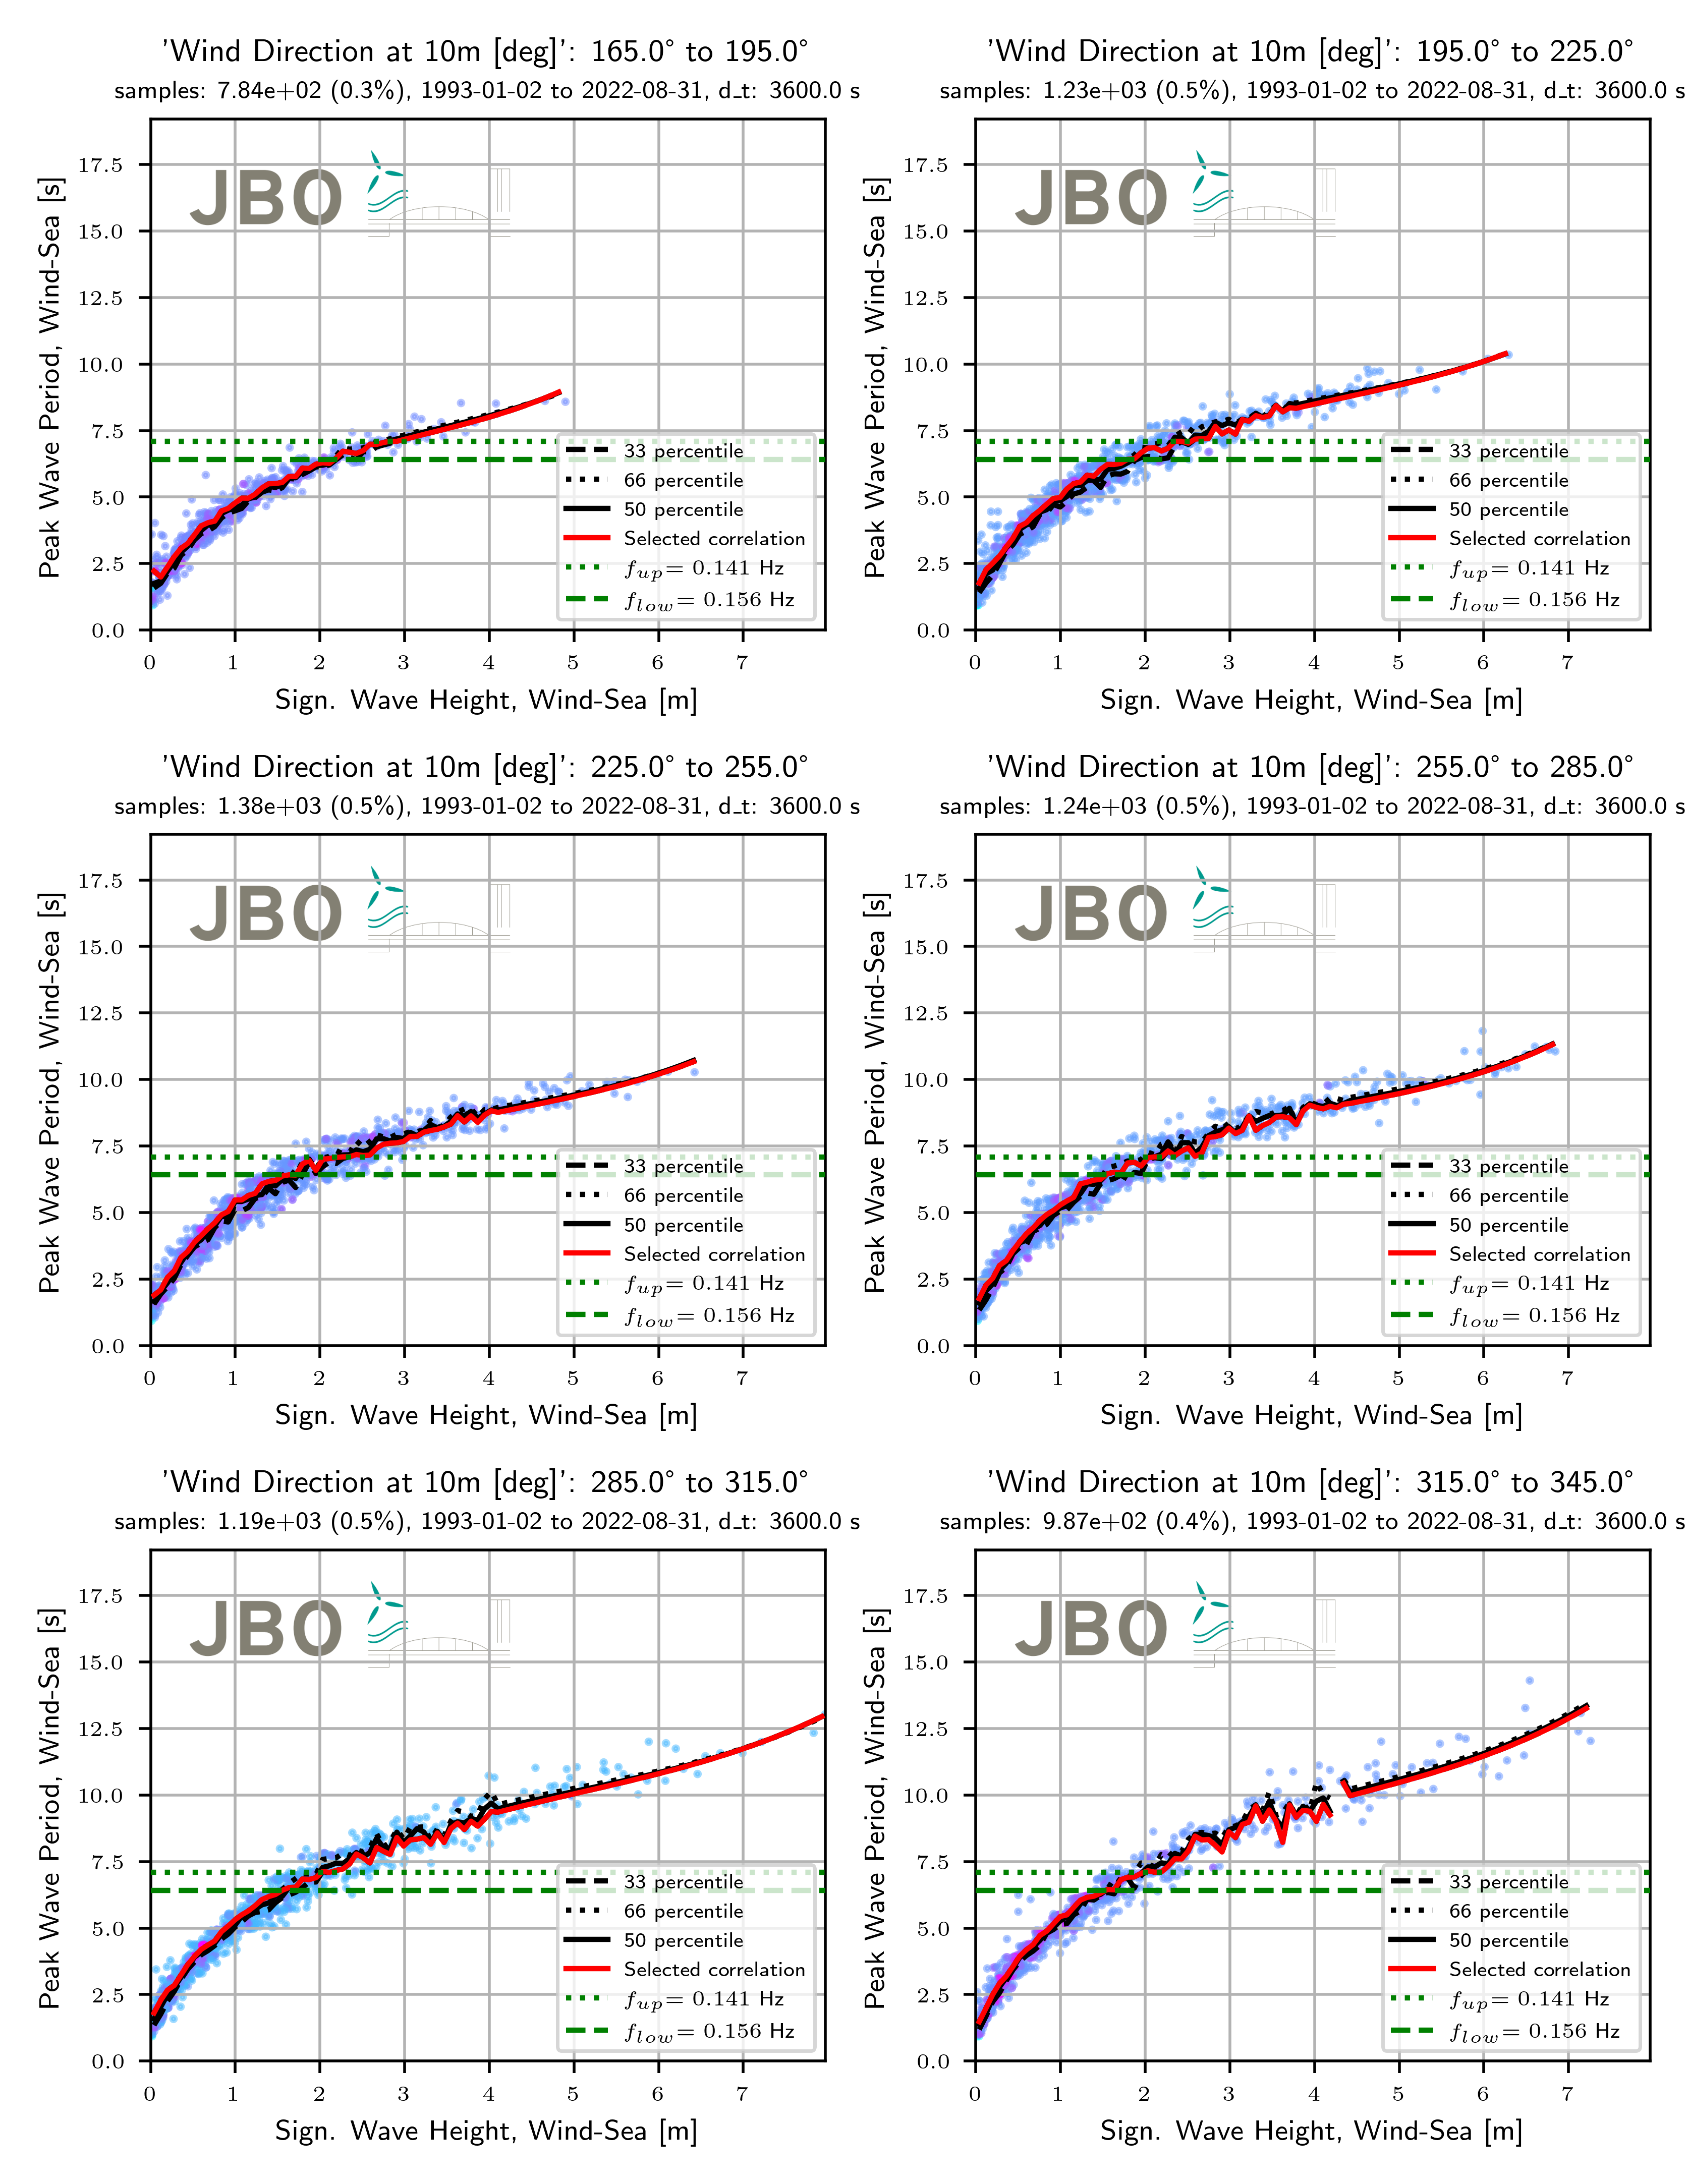 'Wind Direction at 10m [deg]': 165.0° to 195.0°
samples: 7.84e+02 (0.3%), 1993-01-02 to 2022-08-31, d_t: 3600.0 s
JBO
Peak Wave Period, Wind-Sea [s]
17.5
15.0
12.5
10.0
7.5
5.0
2.5
0.0
33 percentile
66 percentile
50 percentile
Selected correlation
f_up = 0.141 Hz
f_low = 0.156 Hz
0 1 2 3 4 5 6 7
Sign. Wave Height, Wind-Sea [m]
'Wind Direction at 10m [deg]': 195.0° to 225.0°
samples: 1.23e+03 (0.5%), 1993-01-02 to 2022-08-31, d_t: 3600.0 s
JBO
Peak Wave Period, Wind-Sea [s]
17.5
15.0
12.5
10.0
7.5
5.0
2.5
0.0
33 percentile
66 percentile
50 percentile
Selected correlation
f_up = 0.141 Hz
f_low = 0.156 Hz
0 1 2 3 4 5 6 7
Sign. Wave Height, Wind-Sea [m]
'Wind Direction at 10m [deg]': 225.0° to 255.0°
samples: 1.38e+03 (0.5%), 1993-01-02 to 2022-08-31, d_t: 3600.0 s
JBO
Peak Wave Period, Wind-Sea [s]
17.5
15.0
12.5
10.0
7.5
5.0
2.5
0.0
33 percentile
66 percentile
50 percentile
Selected correlation
f_up = 0.141 Hz
f_low = 0.156 Hz
0 1 2 3 4 5 6 7
Sign. Wave Height, Wind-Sea [m]
'Wind Direction at 10m [deg]': 255.0° to 285.0°
samples: 1.24e+03 (0.5%), 1993-01-02 to 2022-08-31, d_t: 3600.0 s
JBO
Peak Wave Period, Wind-Sea [s]
17.5
15.0
12.5
10.0
7.5
5.0
2.5
0.0
33 percentile
66 percentile
50 percentile
Selected correlation
f_up = 0.141 Hz
f_low = 0.156 Hz
0 1 2 3 4 5 6 7
Sign. Wave Height, Wind-Sea [m]
'Wind Direction at 10m [deg]': 285.0° to 315.0°
samples: 1.19e+03 (0.5%), 1993-01-02 to 2022-08-31, d_t: 3600.0 s
JBO
Peak Wave Period, Wind-Sea [s]
17.5
15.0
12.5
10.0
7.5
5.0
2.5
0.0
33 percentile
66 percentile
50 percentile
Selected correlation
f_up = 0.141 Hz
f_low = 0.156 Hz
0 1 2 3 4 5 6 7
Sign. Wave Height, Wind-Sea [m]
'Wind Direction at 10m [deg]': 315.0° to 345.0°
samples: 9.87e+02 (0.4%), 1993-01-02 to 2022-08-31, d_t: 3600.0 s
JBO
Peak Wave Period, Wind-Sea [s]
17.5
15.0
12.5
10.0
7.5
5.0
2.5
0.0
33 percentile
66 percentile
50 percentile
Selected correlation
f_up = 0.141 Hz
f_low = 0.156 Hz
0 1 2 3 4 5 6 7
Sign. Wave Height, Wind-Sea [m]